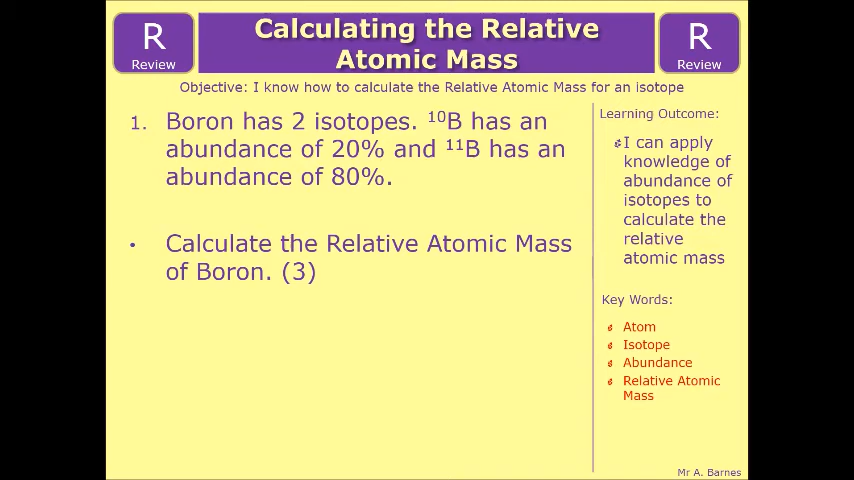 R
Review
Calculating the Relative
Atomic Mass
R
Review
Objective: I know how to calculate the Relative Atomic Mass for an isotope
1. Boron has 2 isotopes. ¹⁰B has an
abundance of 20% and ¹¹B has an
abundance of 80%.
• Calculate the Relative Atomic Mass
of Boron. (3)
Learning Outcome:
I can apply
knowledge of
abundance of
isotopes to
calculate the
relative
atomic mass
Key Words:
Atom
Isotope
Abundance
Relative Atomic
Mass
Mr A. Barnes